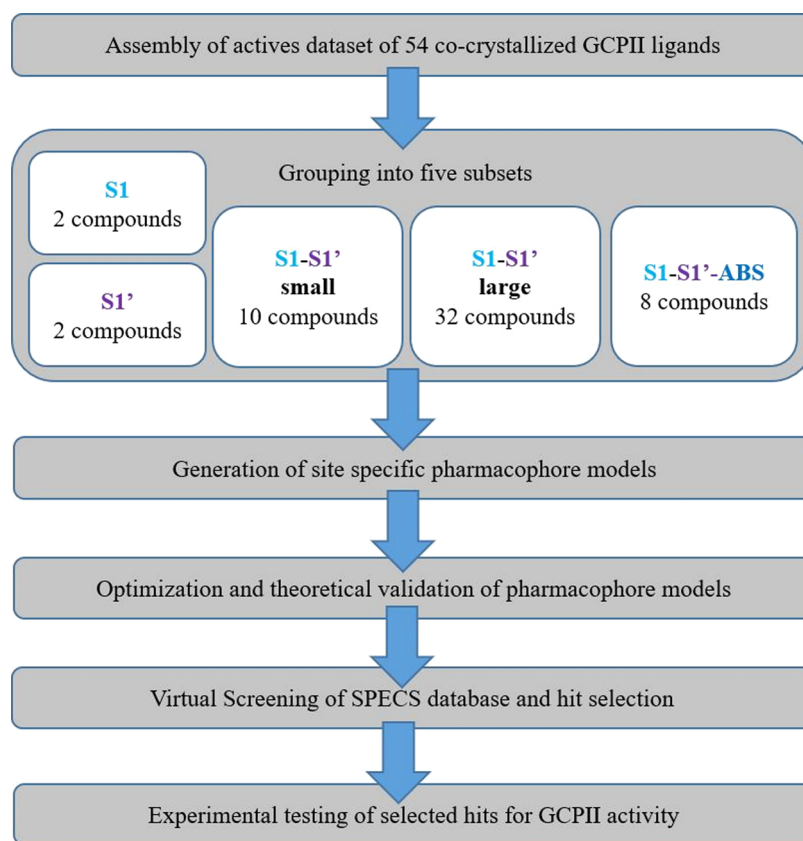 Assembly of actives dataset of 54 co-crystallized GCPII ligands
Grouping into five subsets
S1
2 compounds
S1’
2 compounds
S1-S1’
small
10 compounds
S1-S1’
large
32 compounds
S1-S1’-ABS
8 compounds
Generation of site specific pharmacophore models
Optimization and theoretical validation of pharmacophore models
Virtual Screening of SPECS database and hit selection
Experimental testing of selected hits for GCPII activity